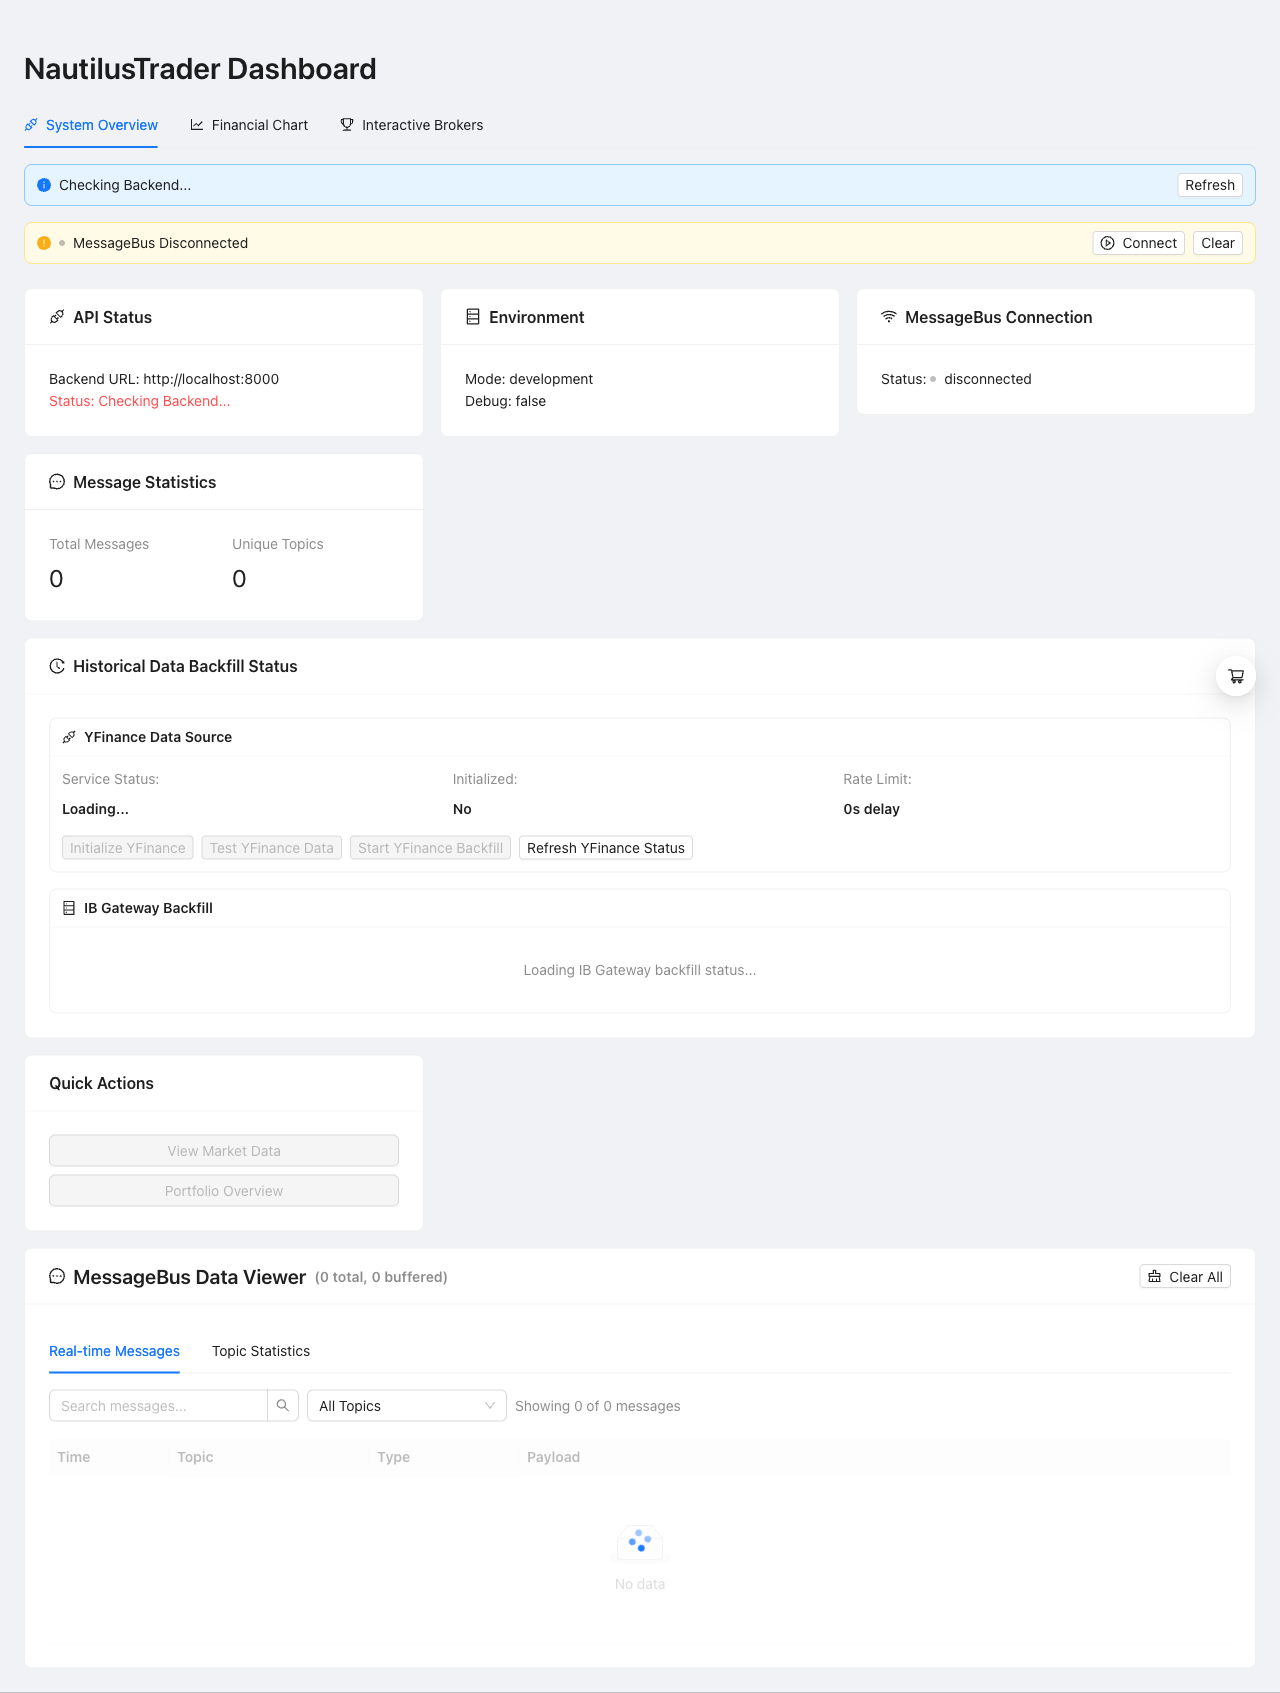 NautilusTrader Dashboard
System Overview
Financial Chart
Interactive Brokers
Checking Backend...
Refresh
MessageBus Disconnected
Connect
Clear
API Status
Backend URL: http://localhost:8000
Status: Checking Backend...
Environment
Mode: development
Debug: false
MessageBus Connection
Status: disconnected
Message Statistics
Total Messages
0
Unique Topics
0
Historical Data Backfill Status
YFinance Data Source
Service Status:
Loading...
Initialized:
No
Rate Limit:
0s delay
Initialize YFinance
Test YFinance Data
Start YFinance Backfill
Refresh YFinance Status
IB Gateway Backfill
Loading IB Gateway backfill status...
Quick Actions
View Market Data
Portfolio Overview
MessageBus Data Viewer (0 total, 0 buffered)
Clear All
Real-time Messages
Topic Statistics
Search messages...
All Topics
Showing 0 of 0 messages
Time
Topic
Type
Payload
No data